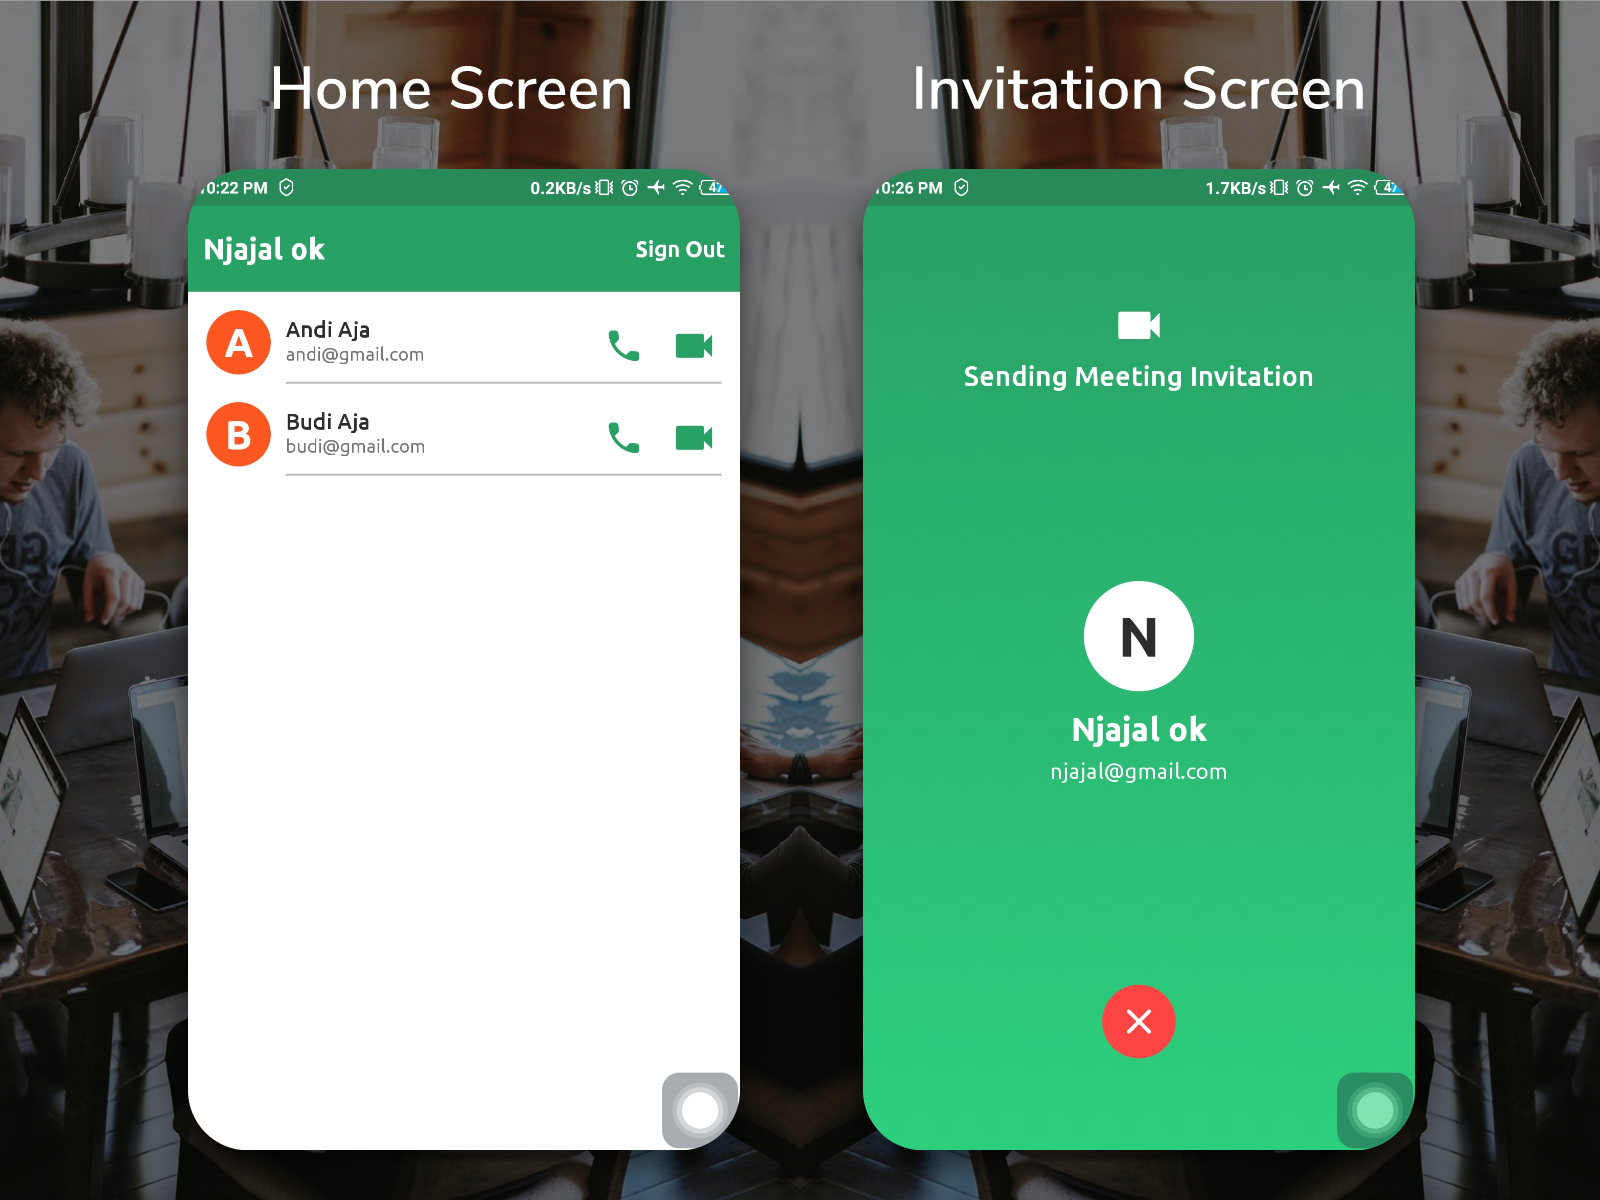 Home Screen
Invitation Screen
0:22 PM 0.2KB/s 47
Njajal ok Sign Out
A
Andi Aja
andi@gmail.com
B
Budi Aja
budi@gmail.com
0:26 PM 1.7KB/s 47
Sending Meeting Invitation
N
Njajal ok
njajal@gmail.com